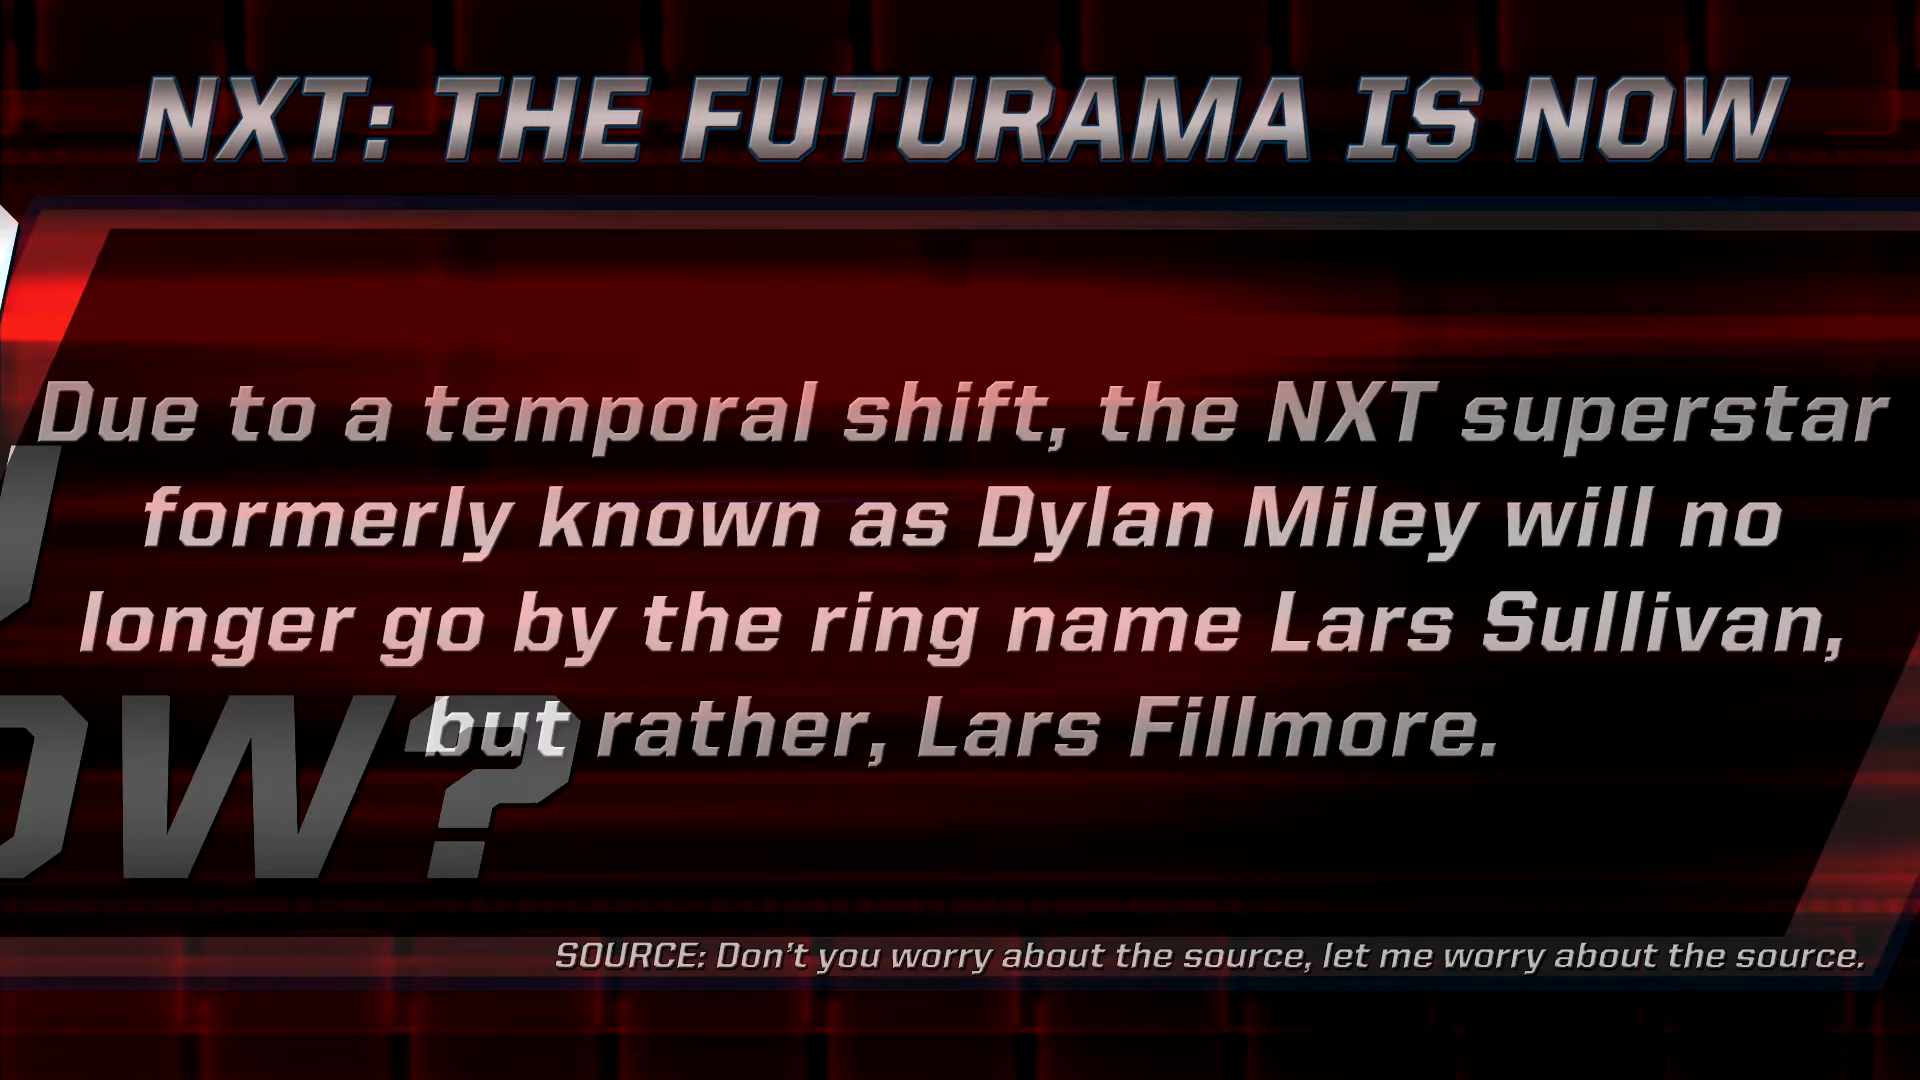 NXT: THE FUTURAMA IS NOW
Due to a temporal shift, the NXT superstar
formerly known as Dylan Miley will no
longer go by the ring name Lars Sullivan,
but rather, Lars Fillmore.
OW?
SOURCE: Don't you worry about the source, let me worry about the source.